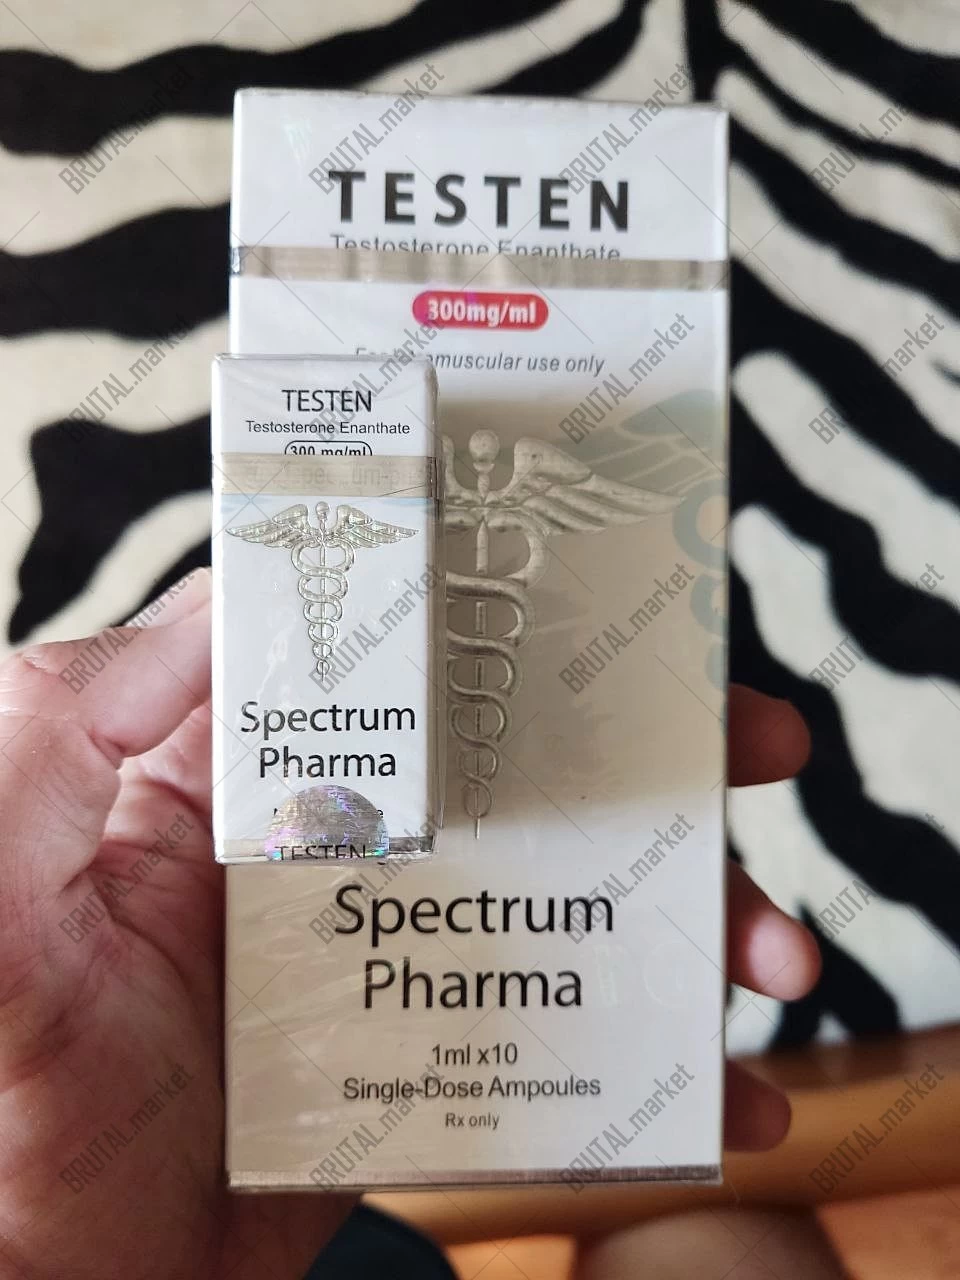 TESTEN
Testosterone Enanthate
300mg/ml
amuscular use only
TESTEN
Testosterone Enanthate
300 mg/ml
Spectrum
Pharma
TESTEN
Spectrum
Pharma
1ml x10
Single-Dose Ampoules
Rx only
BRUTAL.market